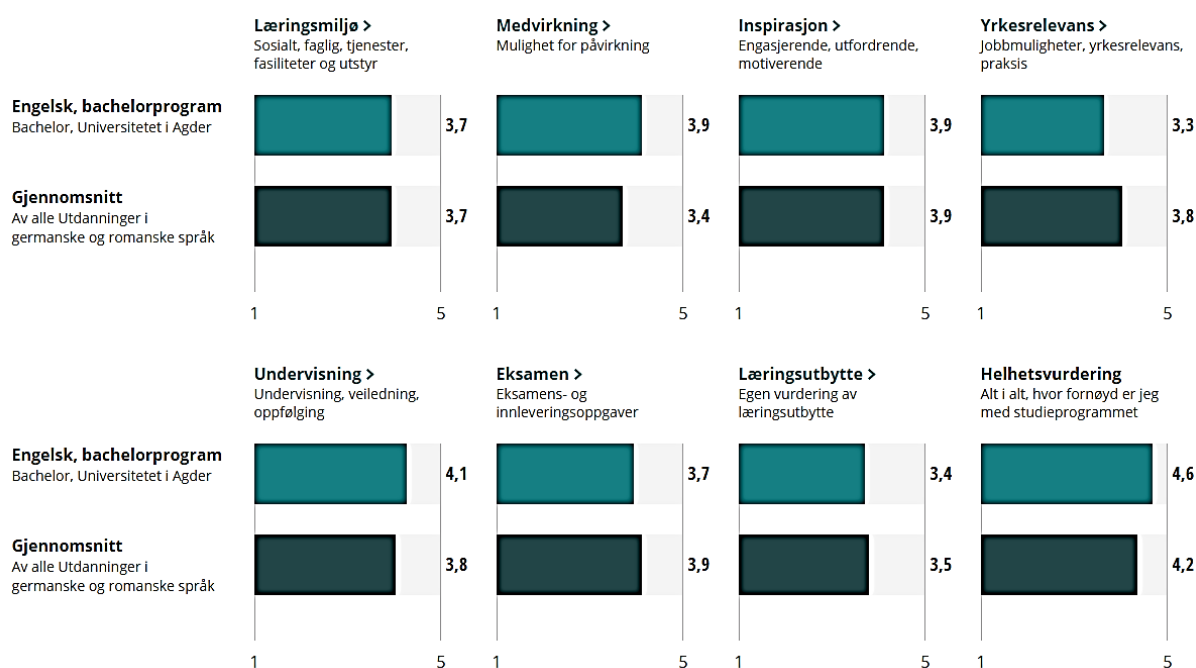 Læringsmiljø >
Sosialt, faglig, tjenester,
fasiliteter og utstyr
Medvirkning >
Mulighet for påvirkning
Inspirasjon >
Engasjerende, utfordrende,
motiverende
Yrkesrelevans >
Jobbmuligheter, yrkesrelevans,
praksis
Engelsk, bachelorprogram
Bachelor, Universitetet i Agder
3,7
3,9
3,9
3,3
Gjennomsnitt
Av alle Utdanninger i
germanske og romanske språk
3,7
3,4
3,9
3,8
1 5
1 5
1 5
1 5
Undervisning >
Undervisning, veiledning,
oppfølging
Eksamen >
Eksamens- og
innleveringsoppgaver
Læringsutbytte >
Egen vurdering av
læringsutbytte
Helhetsvurdering
Alt i alt, hvor fornøyd er jeg
med studieprogrammet
Engelsk, bachelorprogram
Bachelor, Universitetet i Agder
4,1
3,7
3,4
4,6
Gjennomsnitt
Av alle Utdanninger i
germanske og romanske språk
3,8
3,9
3,5
4,2
1 5
1 5
1 5
1 5